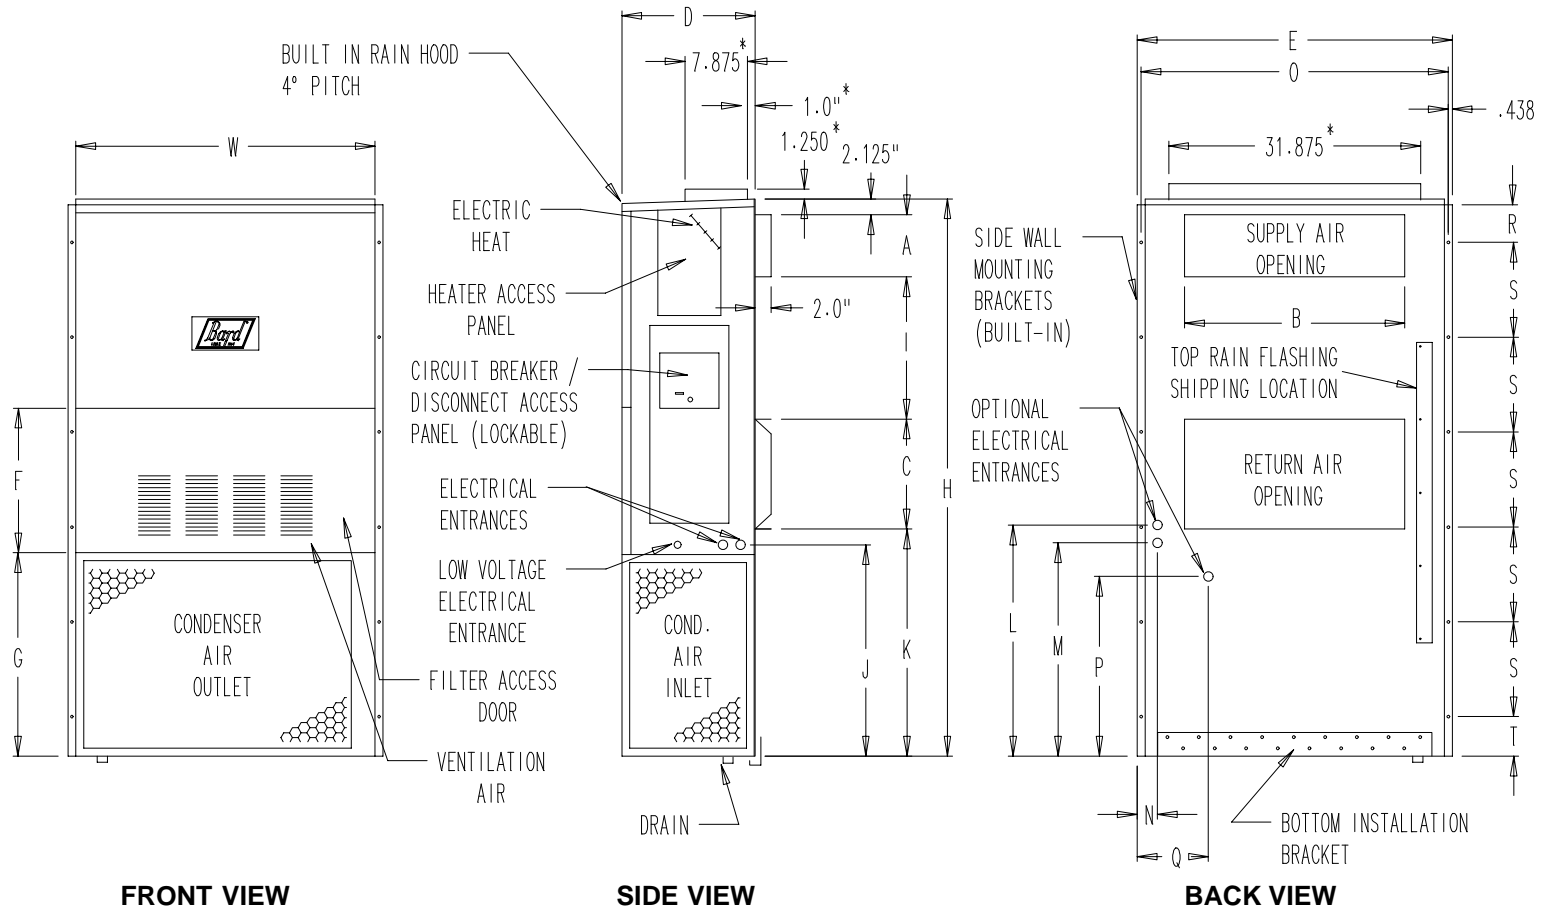 D
E
BUILT IN RAIN HOOD
4° PITCH
7.875*
O
1.0"*
.438
1.250*
2.125"
31.875*
W
ELECTRIC
HEAT
A
R
SIDE WALL
MOUNTING
BRACKETS
(BUILT-IN)
SUPPLY AIR
OPENING
HEATER ACCESS
PANEL
2.0"
B
S
Bard
CIRCUIT BREAKER /
DISCONNECT ACCESS
PANEL (LOCKABLE)
TOP RAIN FLASHING
SHIPPING LOCATION
S
OPTIONAL
ELECTRICAL
ENTRANCES
F
C
H
RETURN AIR
OPENING
S
ELECTRICAL
ENTRANCES
LOW VOLTAGE
ELECTRICAL
ENTRANCE
S
G
CONDENSER
AIR
OUTLET
COND.
AIR
INLET
J
K
L
M
P
S
FILTER ACCESS
DOOR
T
VENTILATION
AIR
DRAIN
N
Q
BOTTOM INSTALLATION
BRACKET
FRONT VIEW
SIDE VIEW
BACK VIEW